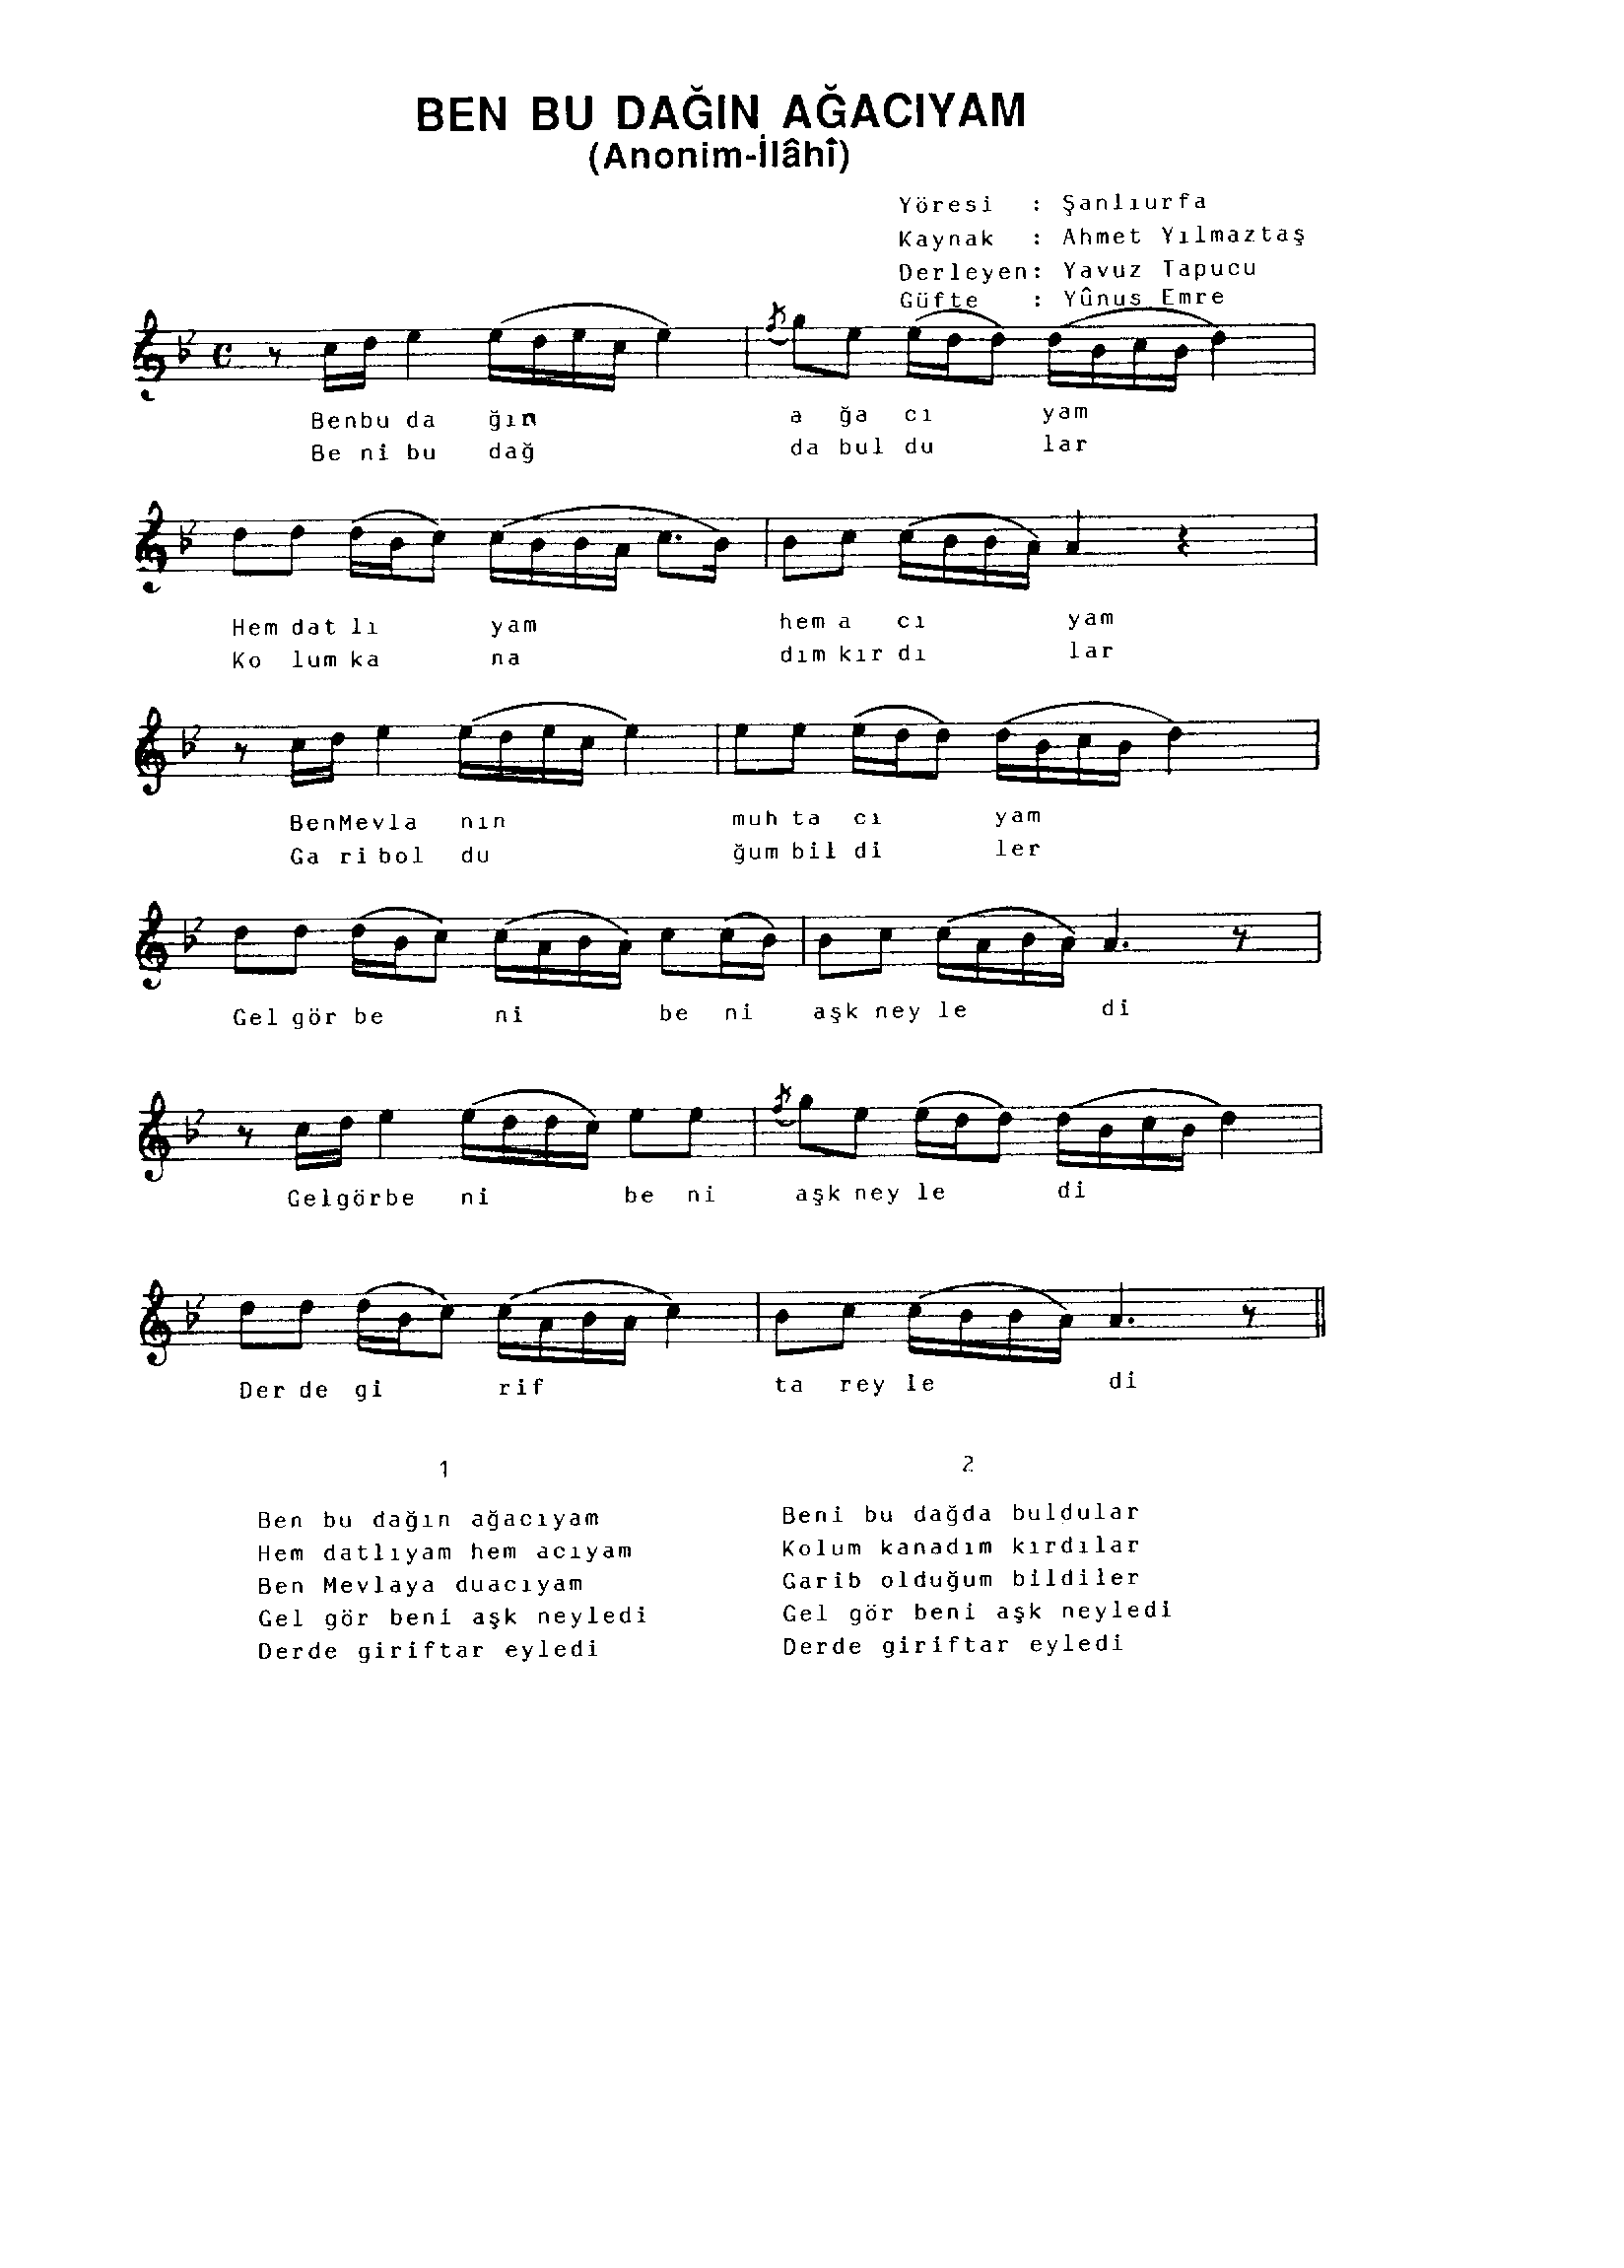 BEN BU DAĞIN AĞACIYAM
(Anonim-İlâhî)
Yöresi : Şanlıurfa
Kaynak : Ahmet Yılmaztaş
Derleyen: Yavuz Tapucu
Güfte : Yûnus Emre
Benbu da ğın a ğa cı yam
Be ni bu dağ da bul du lar
Hem dat lı yam hem a cı yam
Ko lum ka na dım kır dı lar
BenMevla nın muh ta cı yam
Ga ri bol du ğum bil di ler
Gel gör be ni be ni aşk ney le di
Gelgörbe ni be ni aşk ney le di
Der de gi rif ta rey le di
1
Ben bu dağın ağacıyam
Hem datlıyam hem acıyam
Ben Mevlaya duacıyam
Gel gör beni aşk neyledi
Derde giriftar eyledi
2
Beni bu dağda buldular
Kolum kanadım kırdılar
Garib olduğum bildiler
Gel gör beni aşk neyledi
Derde giriftar eyledi